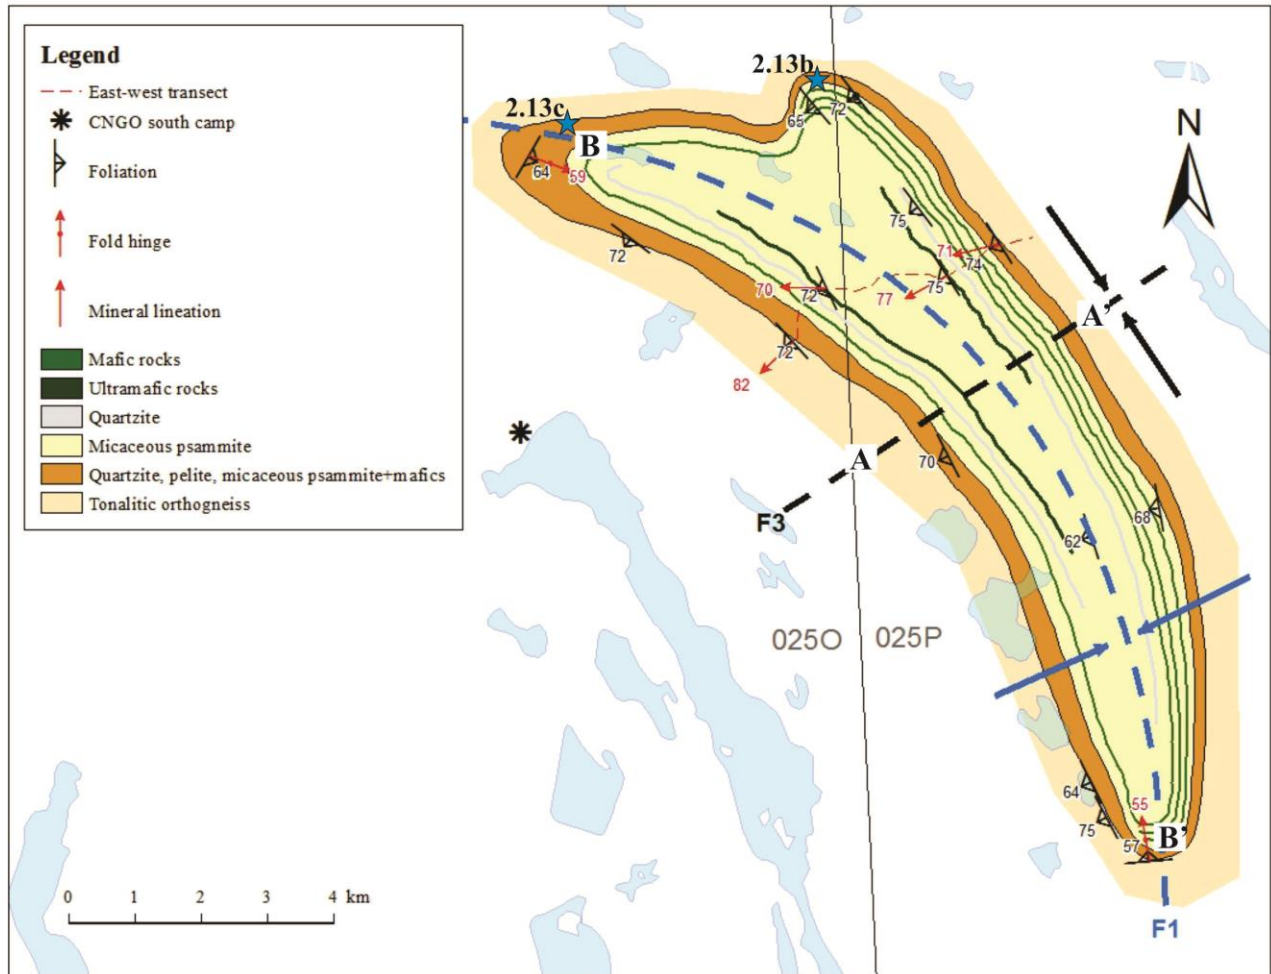 Legend
East-west transect
CNGO south camp
Foliation
Fold hinge
Mineral lineation
Mafic rocks
Ultramafic rocks
Quartzite
Micaceous psammite
Quartzite, pelite, micaceous psammite+mafics
Tonalitic orthogneiss
2.13b
2.13c
B
N
64
59
65
72
72
75
71
74
75
70
72
77
72
82
A'
A
F3
70
68
62
025O
025P
64
75
55
57
B'
F1
0 1 2 3 4 km